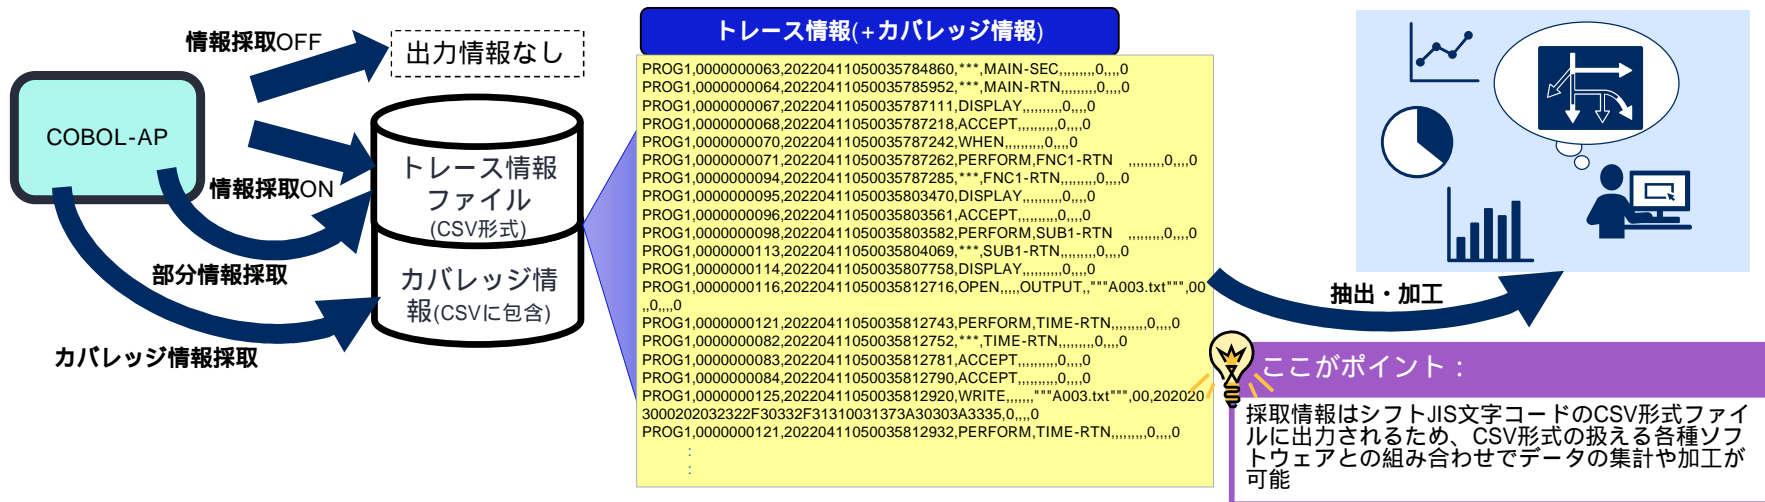 情報採取OFF
出力情報なし
COBOL-AP
情報採取ON
部分情報採取
カバレッジ情報採取
トレース情報
ファイル
(CSV形式)
カバレッジ情
報(CSVに包含)
トレース情報(+カバレッジ情報)
PROG1,0000000063,20220411050035784860,***,MAIN-SEC,,,,,,,,,0,,,,0
PROG1,0000000064,20220411050035785952,***,MAIN-RTN,,,,,,,,,0,,,,0
PROG1,0000000067,20220411050035787111,DISPLAY,,,,,,,,,,0,,,,0
PROG1,0000000068,20220411050035787218,ACCEPT,,,,,,,,,,0,,,,0
PROG1,0000000070,20220411050035787242,WHEN,,,,,,,,,,0,,,,0
PROG1,0000000071,20220411050035787262,PERFORM,FNC1-RTN ,,,,,,,,,0,,,,0
PROG1,0000000094,20220411050035787285,***,FNC1-RTN,,,,,,,,,0,,,,0
PROG1,0000000095,20220411050035803470,DISPLAY,,,,,,,,,,0,,,,0
PROG1,0000000096,20220411050035803561,ACCEPT,,,,,,,,,,0,,,,0
PROG1,0000000098,20220411050035803582,PERFORM,SUB1-RTN ,,,,,,,,,0,,,,0
PROG1,0000000113,20220411050035804069,***,SUB1-RTN,,,,,,,,,0,,,,0
PROG1,0000000114,20220411050035807758,DISPLAY,,,,,,,,,,0,,,,0
PROG1,0000000116,20220411050035812716,OPEN,,,,,OUTPUT,,"""A003.txt""",00
,,0,,,,0
PROG1,0000000121,20220411050035812743,PERFORM,TIME-RTN,,,,,,,,,0,,,,0
PROG1,0000000082,20220411050035812752,***,TIME-RTN,,,,,,,,,0,,,,0
PROG1,0000000083,20220411050035812781,ACCEPT,,,,,,,,,,0,,,,0
PROG1,0000000084,20220411050035812790,ACCEPT,,,,,,,,,,0,,,,0
PROG1,0000000125,20220411050035812920,WRITE,,,,,,,"""A003.txt""",00,202020
3000202032322F30332F31310031373A30303A3335,0,,,,0
PROG1,0000000121,20220411050035812932,PERFORM,TIME-RTN,,,,,,,,,0,,,,0
:
:
抽出・加工
ここがポイント：
採取情報はシフトJIS文字コードのCSV形式ファイ
ルに出力されるため、CSV形式の扱える各種ソフ
トウェアとの組み合わせでデータの集計や加工が
可能